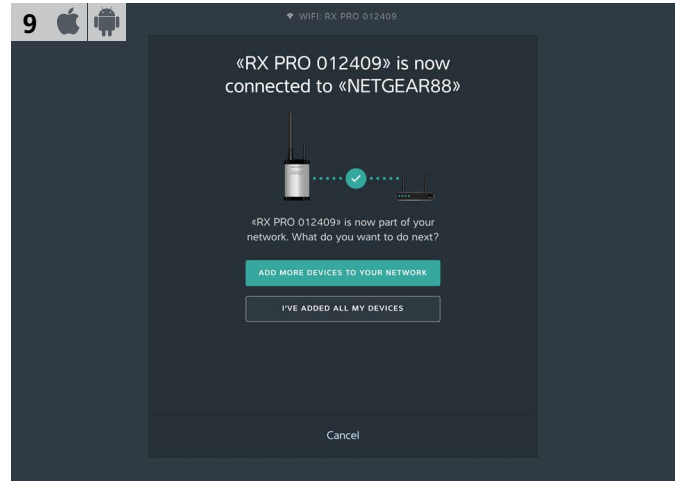 9
WIFI: RX PRO 012409
«RX PRO 012409» is now
connected to «NETGEAR88»
«RX PRO 012409» is now part of your
network. What do you want to do next?
ADD MORE DEVICES TO YOUR NETWORK
I'VE ADDED ALL MY DEVICES
Cancel